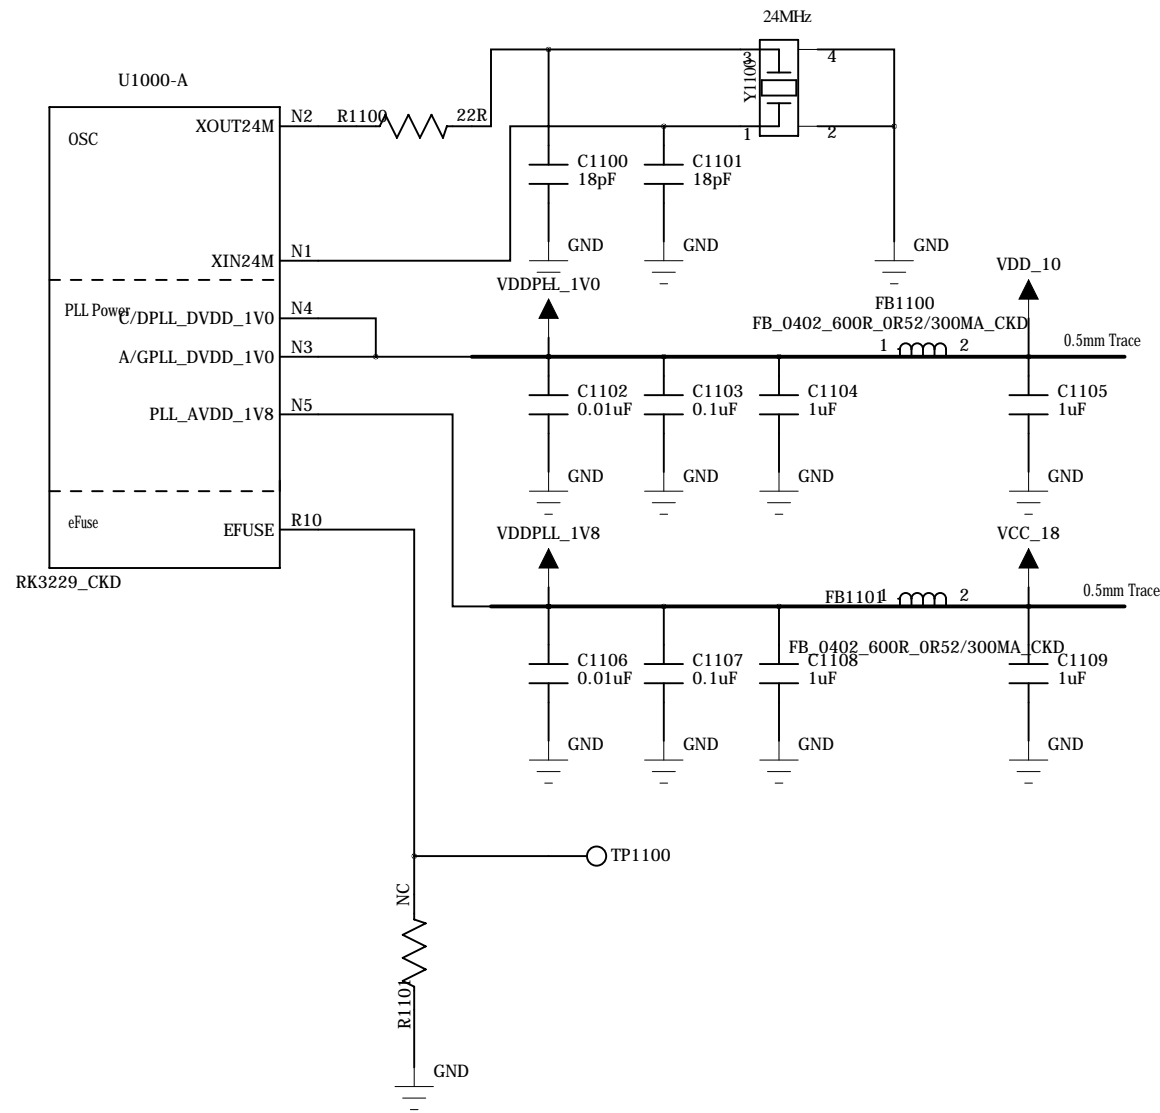 24MHz
U1000-A
3
4
Y1100
N2
R1100
22R
XOUT24M
OSC
1
2
C1100
18pF
C1101
18pF
N1
XIN24M
GND
GND
GND
VDDPLL_1V0
VDD_10
PLL Power
N4
C/DPLL_DVDD_1V0
FB1100
FB_0402_600R_0R52/300MA_CKD
N3
A/GPLL_DVDD_1V0
1
2
0.5mm Trace
C1102
0.01uF
C1103
0.1uF
C1104
1uF
C1105
1uF
N5
PLL_AVDD_1V8
GND
GND
GND
GND
eFuse
R10
EFUSE
VDDPLL_1V8
VCC_18
RK3229_CKD
FB1101
1
2
0.5mm Trace
FB_0402_600R_0R52/300MA_CKD
C1106
0.01uF
C1107
0.1uF
C1108
1uF
C1109
1uF
GND
GND
GND
GND
TP1100
NC
R1101
GND